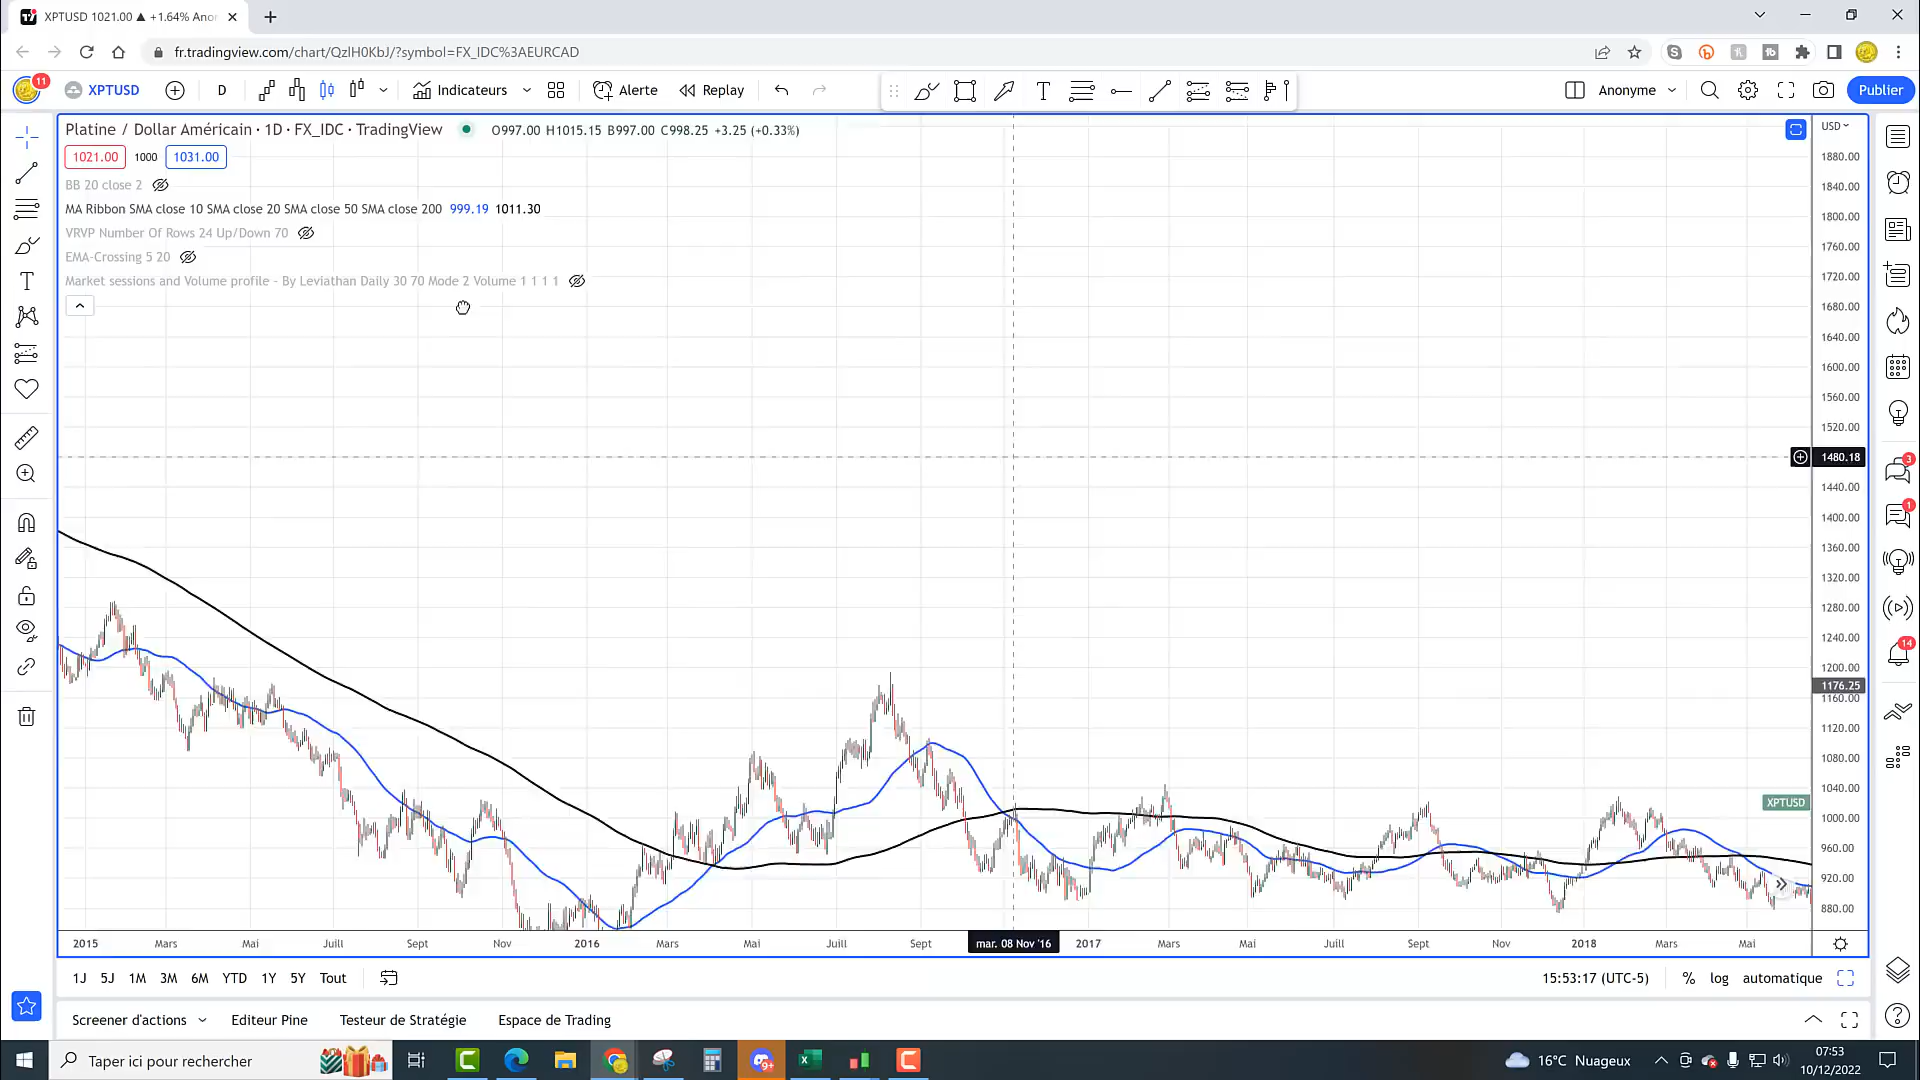 XPTUSD 1021.00 ▲ +1.64% Anon
fr.tradingview.com/chart/QzlH0KbJ/?symbol=FX_IDC%3AEURCAD
11
XPTUSD
D
Indicateurs
Alerte
Replay
Anonyme
Publier
Platine / Dollar Américain · 1D · FX_IDC · TradingView
O997.00 H1015.15 B997.00 C998.25 +3.25 (+0.33%)
USD
1021.00
1000
1031.00
BB 20 close 2
MA Ribbon SMA close 10 SMA close 20 SMA close 50 SMA close 200 999.19 1011.30
VRVP Number Of Rows 24 Up/Down 70
EMA-Crossing 5 20
Market sessions and Volume profile - By Leviathan Daily 30 70 Mode 2 Volume 1 1 1 1
1880.00
1840.00
1800.00
1760.00
1720.00
1680.00
1640.00
1600.00
1560.00
1520.00
1480.18
1440.00
1400.00
1360.00
1320.00
1280.00
1240.00
1200.00
1176.25
1160.00
1120.00
1080.00
1040.00
XPTUSD
1000.00
960.00
920.00
880.00
3
1
14
2015 Mars Mai Juill Sept Nov 2016 Mars Mai Juill Sept mar. 08 Nov '16 2017 Mars Mai Juill Sept Nov 2018 Mars Mai
1J 5J 1M 3M 6M YTD 1Y 5Y Tout
15:53:17 (UTC-5)
% log automatique
Screener d'actions
Editeur Pine
Testeur de Stratégie
Espace de Trading
Taper ici pour rechercher
9+
16°C Nuageux
07:53
10/12/2022